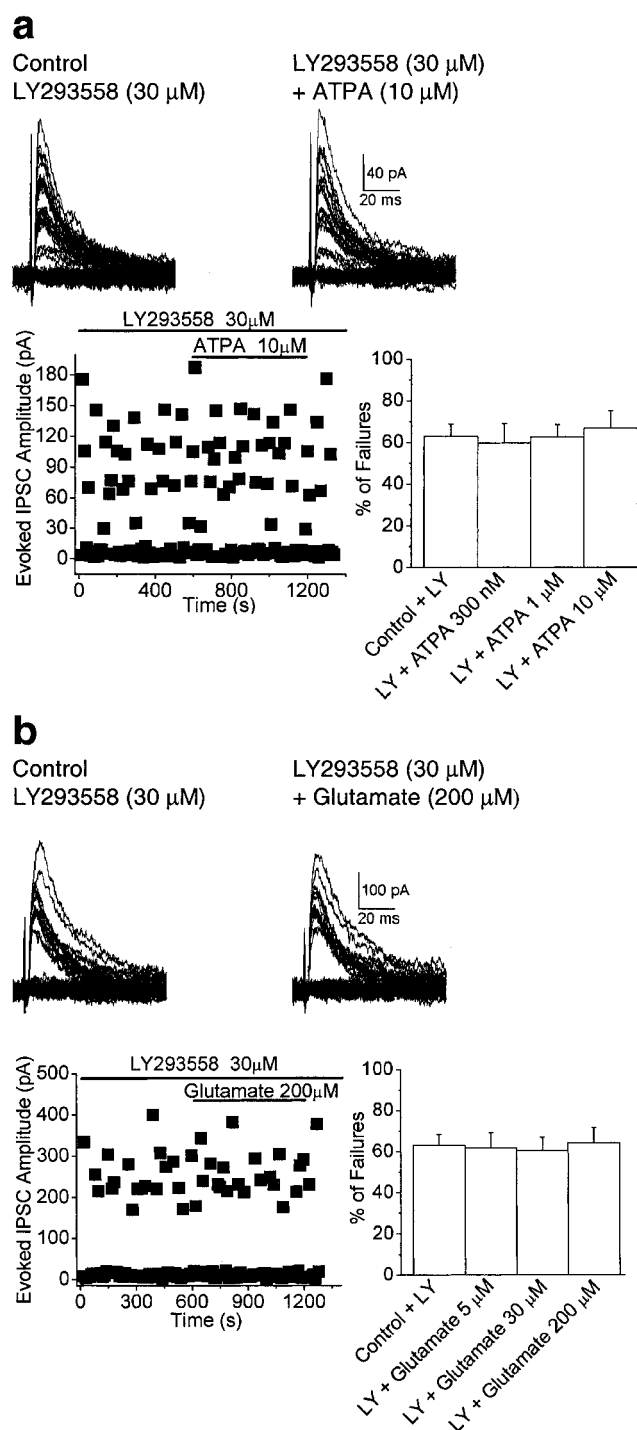 a
Control
LY293558 (30 μM)
LY293558 (30 μM)
+ ATPA (10 μM)
40 pA
20 ms
LY293558 30μM
ATPA 10μM
Evoked IPSC Amplitude (pA)
180
150
120
90
60
30
0
0 400 800 1200
Time (s)
% of Failures
100
80
60
40
20
0
Control + LY
LY + ATPA 300 nM
LY + ATPA 1 μM
LY + ATPA 10 μM
b
Control
LY293558 (30 μM)
LY293558 (30 μM)
+ Glutamate (200 μM)
100 pA
20 ms
LY293558 30μM
Glutamate 200μM
Evoked IPSC Amplitude (pA)
500
400
300
200
100
0
0 300 600 900 1200
Time (s)
% of Failures
100
80
60
40
20
0
Control + LY
LY + Glutamate 5 μM
LY + Glutamate 30 μM
LY + Glutamate 200 μM